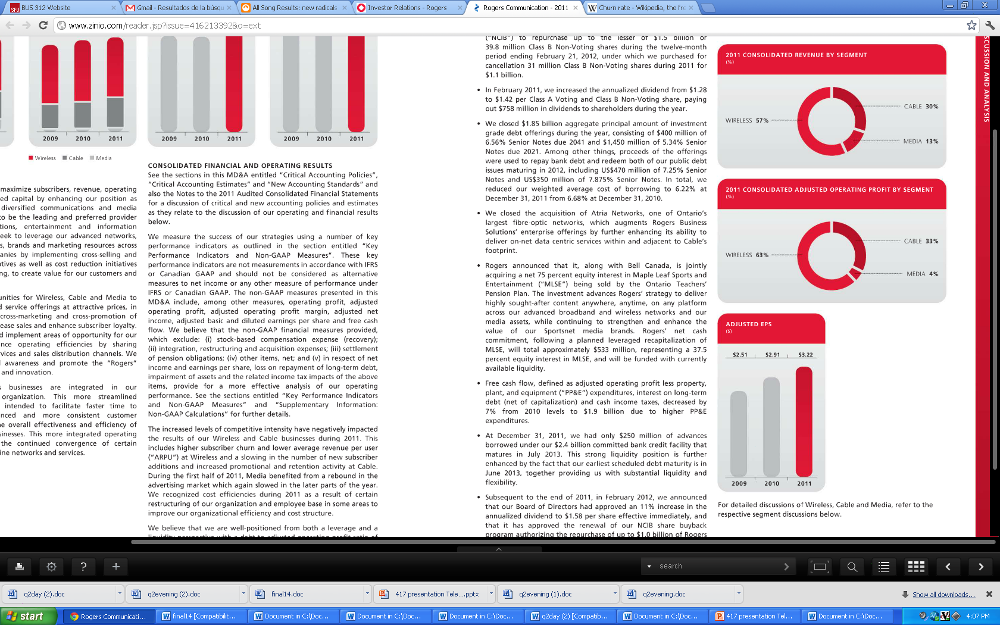 BUS 312 Website
Gmail - Resultados de la búsqu
All Song Results: new radicals
Investor Relations - Rogers
Rogers Communication - 2011
Churn rate - Wikipedia, the fre
www.zinio.com/reader.jsp?issue=416213392&o=ext
2009 2010 2011
Wireless Cable Media
2009 2010 2011
2009 2010 2011
maximize subscribers, revenue, operating
ed capital by enhancing our position as
diversified communications and media
to be the leading and preferred provider
tions, entertainment and information
eek to leverage our advanced networks,
s, brands and marketing resources across
anies by implementing cross-selling and
atives as well as cost reduction initiatives
ng, to create value for our customers and
unities for Wireless, Cable and Media to
d service offerings at attractive prices, in
cross-marketing and cross-promotion of
ease sales and enhance subscriber loyalty.
d implement areas of opportunity for our
nce operating efficiencies by sharing
vices and sales distribution channels. We
l awareness and promote the “Rogers”
and innovation.
s businesses are integrated in our
organization. This more streamlined
intended to facilitate faster time to
nced and more consistent customer
he overall effectiveness and efficiency of
sinesses. This more integrated operating
the continued convergence of certain
ine networks and services.
CONSOLIDATED FINANCIAL AND OPERATING RESULTS
See the sections in this MD&A entitled “Critical Accounting Policies”,
“Critical Accounting Estimates” and “New Accounting Standards” and
also the Notes to the 2011 Audited Consolidated Financial Statements
for a discussion of critical and new accounting policies and estimates
as they relate to the discussion of our operating and financial results
below.
We measure the success of our strategies using a number of key
performance indicators as outlined in the section entitled “Key
Performance Indicators and Non-GAAP Measures”. These key
performance indicators are not measurements in accordance with IFRS
or Canadian GAAP and should not be considered as alternative
measures to net income or any other measure of performance under
IFRS or Canadian GAAP. The non-GAAP measures presented in this
MD&A include, among other measures, operating profit, adjusted
operating profit, adjusted operating profit margin, adjusted net
income, adjusted basic and diluted earnings per share and free cash
flow. We believe that the non-GAAP financial measures provided,
which exclude: (i) stock-based compensation expense (recovery);
(ii) integration, restructuring and acquisition expenses; (iii) settlement
of pension obligations; (iv) other items, net; and (v) in respect of net
income and earnings per share, loss on repayment of long-term debt,
impairment of assets and the related income tax impacts of the above
items, provide for a more effective analysis of our operating
performance. See the sections entitled “Key Performance Indicators
and Non-GAAP Measures” and “Supplementary Information:
Non-GAAP Calculations” for further details.
The increased levels of competitive intensity have negatively impacted
the results of our Wireless and Cable businesses during 2011. This
includes higher subscriber churn and lower average revenue per user
(“ARPU”) at Wireless and a slowing in the number of new subscriber
additions and increased promotional and retention activity at Cable.
During the first half of 2011, Media benefited from a rebound in the
advertising market which again slowed in the later parts of the year.
We recognized cost efficiencies during 2011 as a result of certain
restructuring of our organization and employee base in some areas to
improve our organizational efficiency and cost structure.
We believe that we are well-positioned from both a leverage and a
liquidity perspective with a debt to adjusted operating profit ratio of
(“NCIB”) to repurchase up to the lesser of $1.5 billion or
39.8 million Class B Non-Voting shares during the twelve-month
period ending February 21, 2012, under which we purchased for
cancellation 31 million Class B Non-Voting shares during 2011 for
$1.1 billion.
• In February 2011, we increased the annualized dividend from $1.28
to $1.42 per Class A Voting and Class B Non-Voting share, paying
out $758 million in dividends to shareholders during the year.
• We closed $1.85 billion aggregate principal amount of investment
grade debt offerings during the year, consisting of $400 million of
6.56% Senior Notes due 2041 and $1,450 million of 5.34% Senior
Notes due 2021. Among other things, proceeds of the offerings
were used to repay bank debt and redeem both of our public debt
issues maturing in 2012, including US$470 million of 7.25% Senior
Notes and US$350 million of 7.875% Senior Notes. In total, we
reduced our weighted average cost of borrowing to 6.22% at
December 31, 2011 from 6.68% at December 31, 2010.
• We closed the acquisition of Atria Networks, one of Ontario’s
largest fibre-optic networks, which augments Rogers Business
Solutions’ enterprise offerings by further enhancing its ability to
deliver on-net data centric services within and adjacent to Cable’s
footprint.
• Rogers announced that it, along with Bell Canada, is jointly
acquiring a net 75 percent equity interest in Maple Leaf Sports and
Entertainment (“MLSE”) being sold by the Ontario Teachers’
Pension Plan. The investment advances Rogers’ strategy to deliver
highly sought-after content anywhere, anytime, on any platform
across our advanced broadband and wireless networks and our
media assets, while continuing to strengthen and enhance the
value of our Sportsnet media brands. Rogers’ net cash
commitment, following a planned leveraged recapitalization of
MLSE, will total approximately $533 million, representing a 37.5
percent equity interest in MLSE, and will be funded with currently
available liquidity.
• Free cash flow, defined as adjusted operating profit less property,
plant, and equipment (“PP&E”) expenditures, interest on long-term
debt (net of capitalization) and cash income taxes, decreased by
7% from 2010 levels to $1.9 billion due to higher PP&E
expenditures.
• At December 31, 2011, we had only $250 million of advances
borrowed under our $2.4 billion committed bank credit facility that
matures in July 2013. This strong liquidity position is further
enhanced by the fact that our earliest scheduled debt maturity is in
June 2013, together providing us with substantial liquidity and
flexibility.
• Subsequent to the end of 2011, in February 2012, we announced
that our Board of Directors had approved an 11% increase in the
annualized dividend to $1.58 per share effective immediately, and
that it has approved the renewal of our NCIB share buyback
program authorizing the repurchase of up to $1.0 billion of Rogers
2011 CONSOLIDATED REVENUE BY SEGMENT
(%)
CABLE 30%
WIRELESS 57%
MEDIA 13%
2011 CONSOLIDATED ADJUSTED OPERATING PROFIT BY SEGMENT
(%)
CABLE 33%
WIRELESS 63%
MEDIA 4%
ADJUSTED EPS
($)
$2.51 $2.91 $3.22
2009 2010 2011
For detailed discussions of Wireless, Cable and Media, refer to the
respective segment discussions below.
SCUSSION AND ANALYSIS
search
q2day (2).doc
q2evening (2).doc
final14.doc
417 presentation Tele....pptx
q2evening (1).doc
q2evening.doc
Show all downloads...
start
Rogers Communicati...
final14 [Compatibilit...
Document in C:\Doc...
Document in C:\Doc...
Document in C:\Doc...
q2day (2) [Compatib...
Document in C:\Doc...
417 presentation Tel...
Document in C:\Doc...
4:07 PM